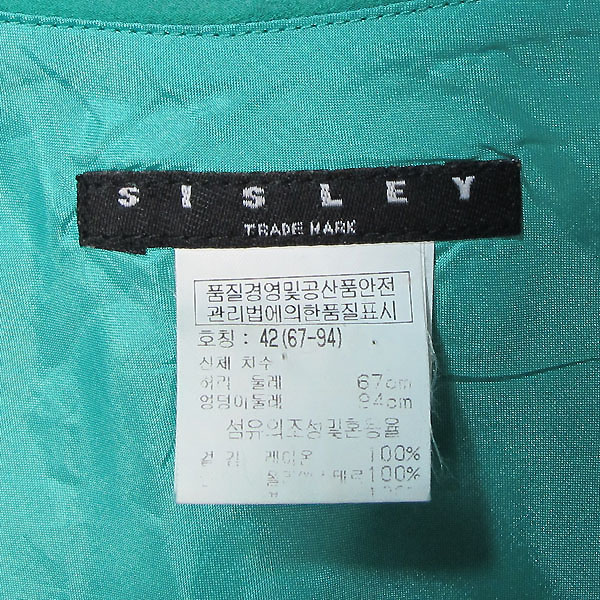 SISLEY
TRADE MARK
품질경영및공산품안전
관리법에의한품질표시
호칭 : 42(67-94)
신체 치수
허리 둘레 67cm
엉덩이둘레 94cm
섬유의조성및혼용율
겉 감 레이온 100%
100%